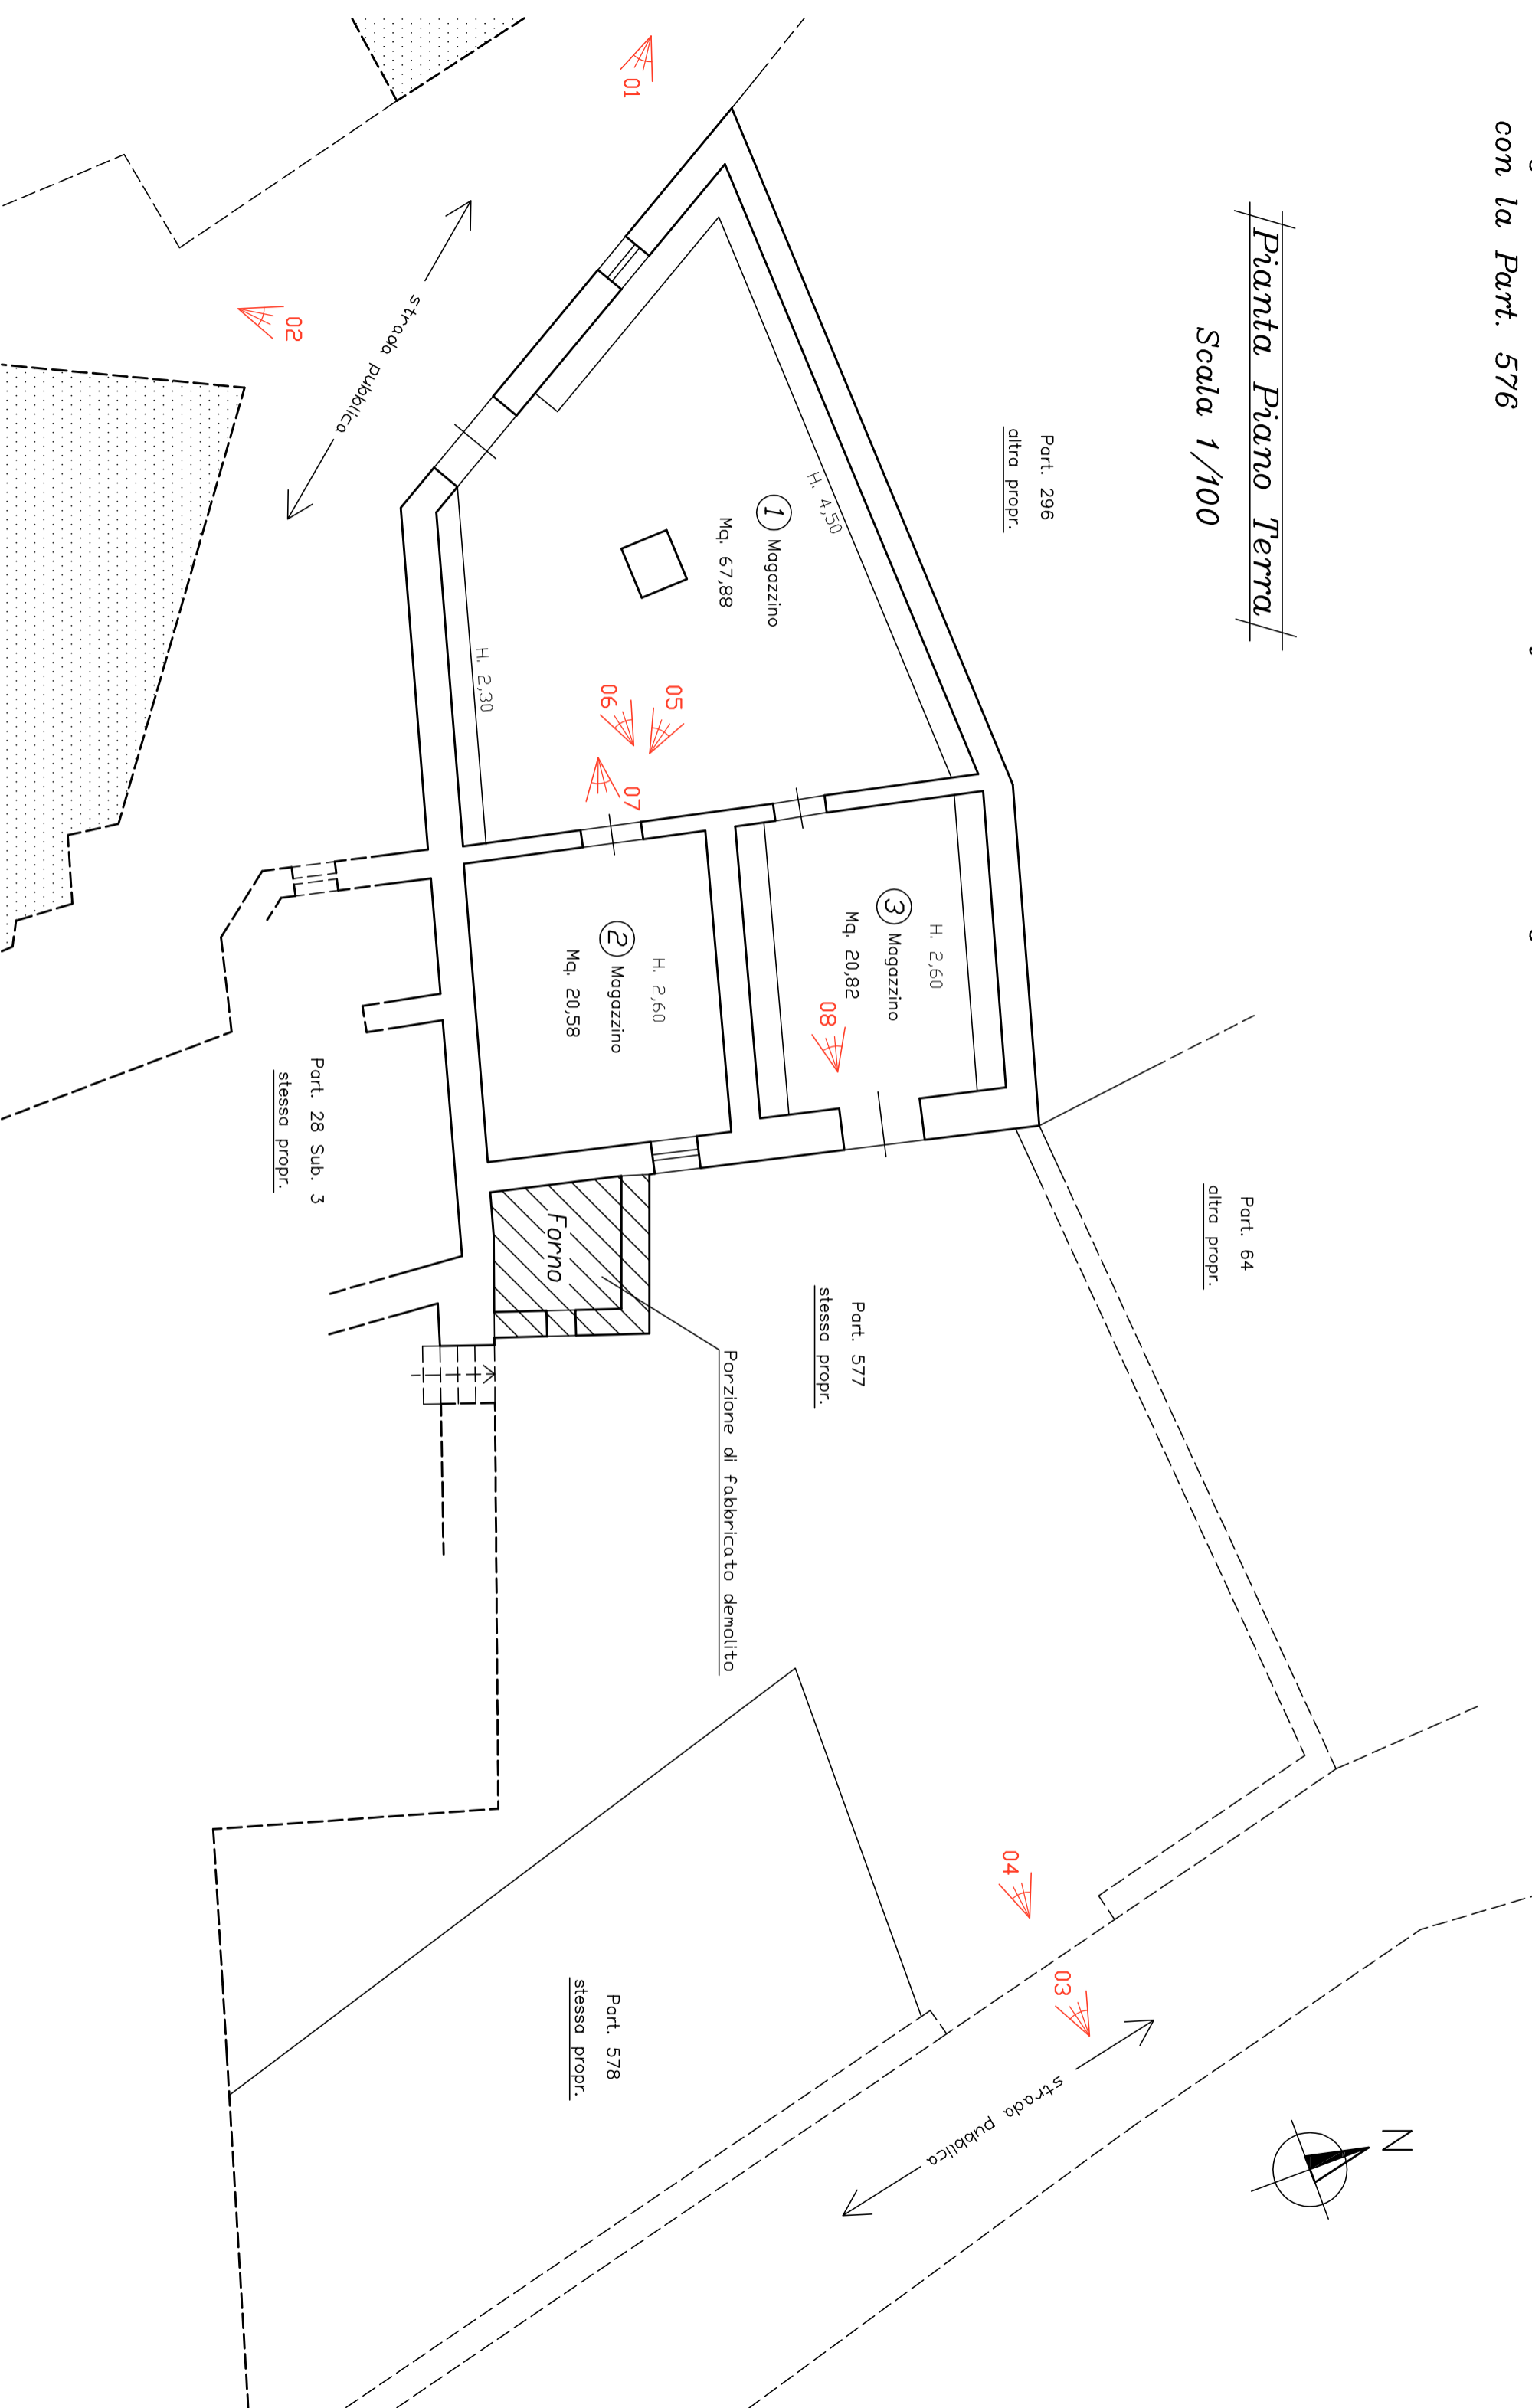 con la Part. 576
Pianta Piano Terra
Scala 1/100
Part. 296
altra propr.
Part. 64
altra propr.
N
01
02
strada pubblica
H. 4,50
1 Magazzino
Mq. 67,88
H. 2,30
05
06
07
H. 2,60
3 Magazzino
Mq. 20,82
08
H. 2,60
2 Magazzino
Mq. 20,58
Part. 28 Sub. 3
stessa propr.
Forno
Porzione di fabbricato demolito
Part. 577
stessa propr.
04
03
strada pubblica
Part. 578
stessa propr.